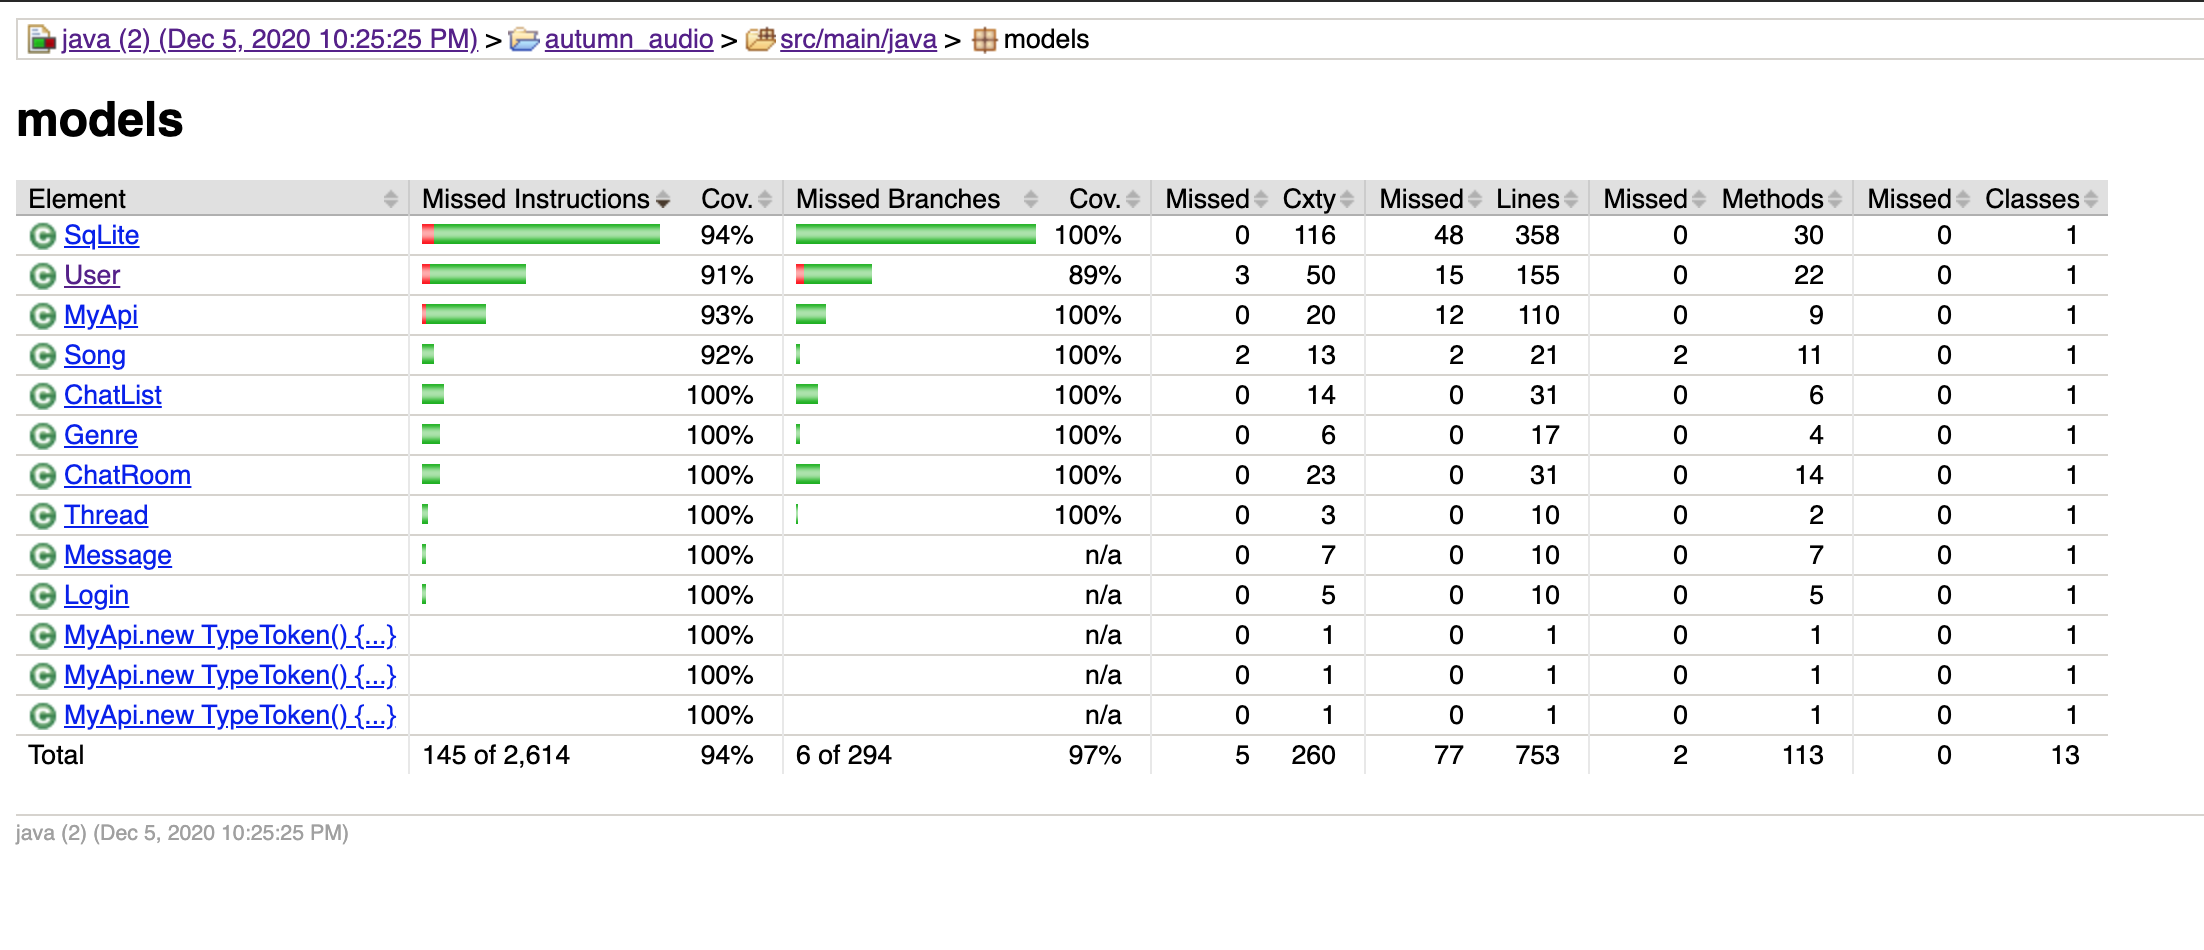 java (2) (Dec 5, 2020 10:25:25 PM) > autumn_audio > src/main/java > models
models
Element Missed Instructions Cov. Missed Branches Cov. Missed Cxty Missed Lines Missed Methods Missed Classes
SqLite 94% 100% 0 116 48 358 0 30 0 1
User 91% 89% 3 50 15 155 0 22 0 1
MyApi 93% 100% 0 20 12 110 0 9 0 1
Song 92% 100% 2 13 2 21 2 11 0 1
ChatList 100% 100% 0 14 0 31 0 6 0 1
Genre 100% 100% 0 6 0 17 0 4 0 1
ChatRoom 100% 100% 0 23 0 31 0 14 0 1
Thread 100% 100% 0 3 0 10 0 2 0 1
Message 100% n/a 0 7 0 10 0 7 0 1
Login 100% n/a 0 5 0 10 0 5 0 1
MyApi.new TypeToken() {...} 100% n/a 0 1 0 1 0 1 0 1
MyApi.new TypeToken() {...} 100% n/a 0 1 0 1 0 1 0 1
MyApi.new TypeToken() {...} 100% n/a 0 1 0 1 0 1 0 1
Total 145 of 2,614 94% 6 of 294 97% 5 260 77 753 2 113 0 13
java (2) (Dec 5, 2020 10:25:25 PM)